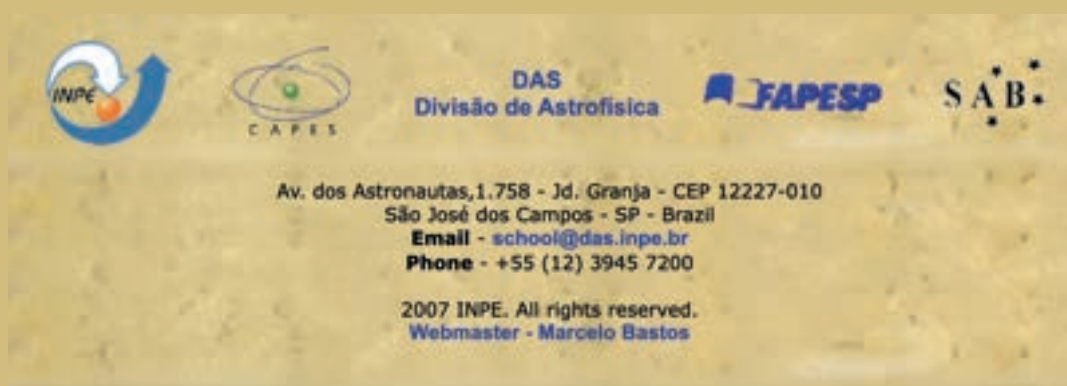 INPE
CAPES
DAS
Divisão de Astrofísica
FAPESP
SAB
Av. dos Astronautas,1.758 - Jd. Granja - CEP 12227-010
São José dos Campos - SP - Brazil
Email - school@das.inpe.br
Phone - +55 (12) 3945 7200
2007 INPE. All rights reserved.
Webmaster - Marcelo Bastos